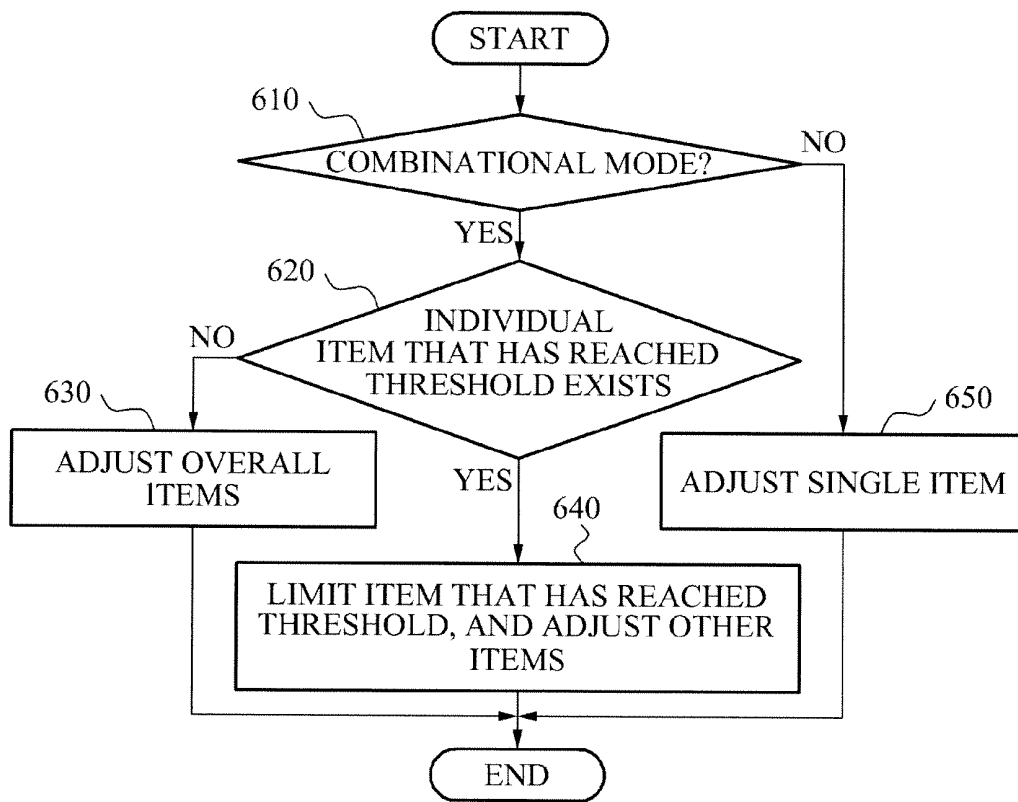 START
610
COMBINATIONAL MODE?
NO
YES
620
INDIVIDUAL
ITEM THAT HAS REACHED
THRESHOLD EXISTS
NO
630
650
ADJUST OVERALL
ITEMS
YES
ADJUST SINGLE ITEM
640
LIMIT ITEM THAT HAS REACHED
THRESHOLD, AND ADJUST OTHER
ITEMS
END